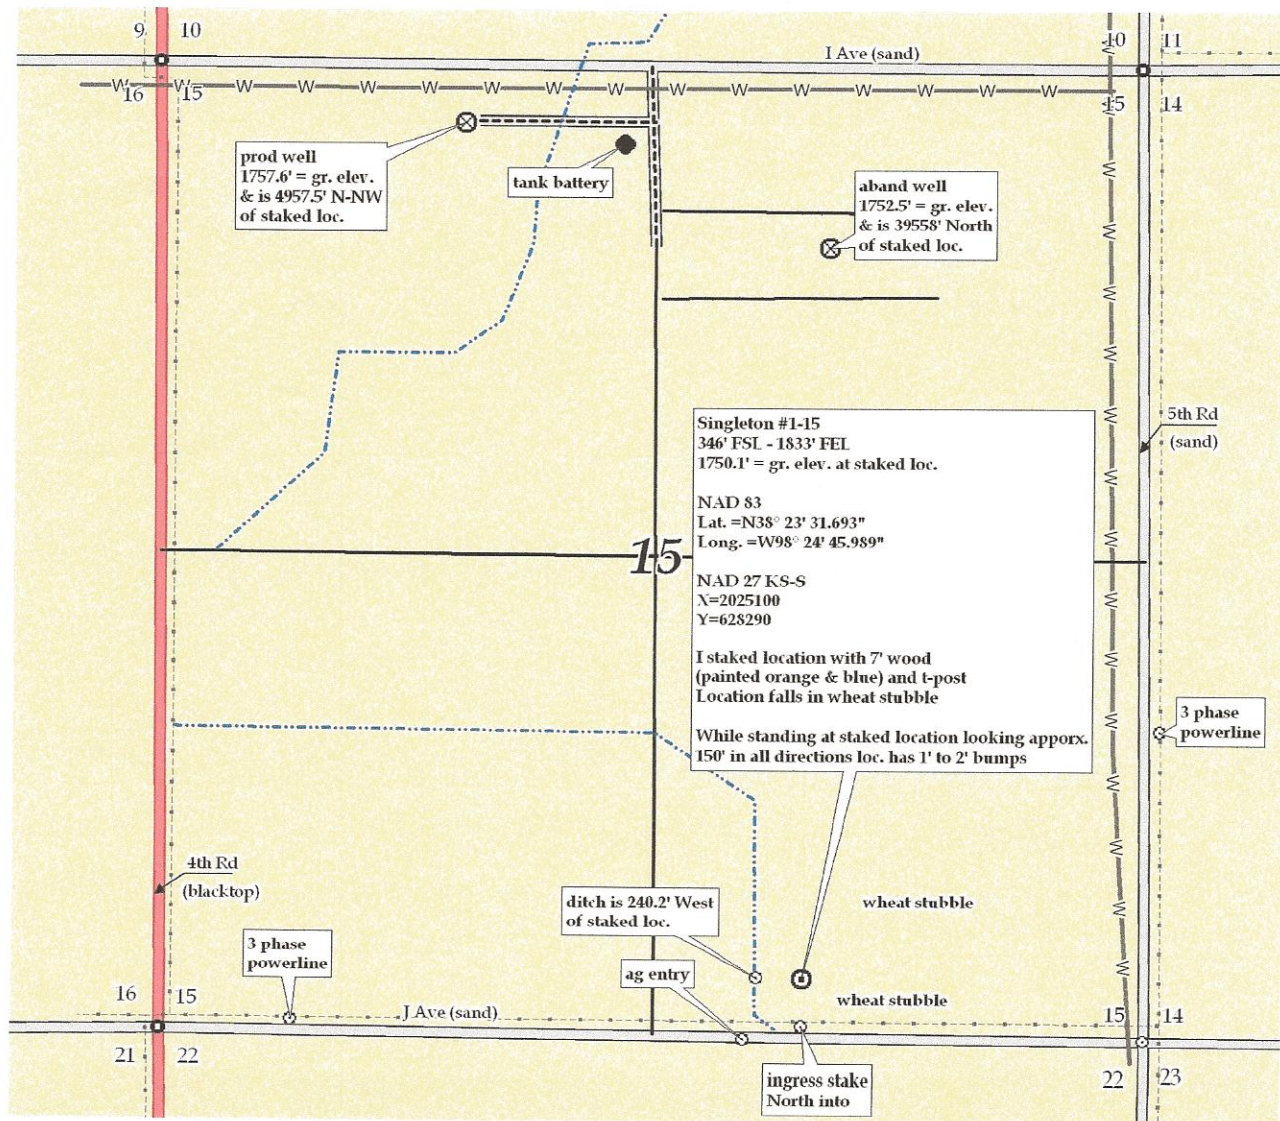 9 10
10 11
I Ave (sand)
W W W W W W W W W W W W W W W W
16 15
15 14
prod well
1757.6' = gr. elev.
& is 4957.5' N-NW
of staked loc.
tank battery
aband well
1752.5' = gr. elev.
& is 39558' North
of staked loc.
W W W W W W W W W W W W W W
5th Rd
(sand)
Singleton #1-15
346' FSL - 1833' FEL
1750.1' = gr. elev. at staked loc.
NAD 83
Lat. =N38° 23' 31.693"
Long. =W98° 24' 45.989"
NAD 27 KS-S
X=2025100
Y=628290
I staked location with 7' wood
(painted orange & blue) and t-post
Location falls in wheat stubble
While standing at staked location looking apporx.
150' in all directions loc. has 1' to 2' bumps
15
3 phase
powerline
4th Rd
(blacktop)
ditch is 240.2' West
of staked loc.
wheat stubble
3 phase
powerline
ag entry
wheat stubble
16 15
J Ave (sand)
15 14
21 22
22 23
ingress stake
North into